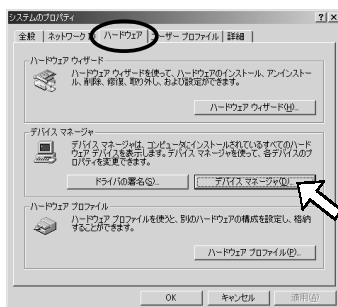 システムのプロパティ
全般 ネットワーク ハードウェア ユーザー プロファイル 詳細
ハードウェア ウィザード
ハードウェア ウィザードを使って、ハードウェアのインストール、アンインストー
ル、削除、修復、取り外し、および設定ができます。
ハードウェア ウィザード(H)...
デバイス マネージャ
デバイス マネージャは、コンピュータにインストールされているすべてのハード
ウェア デバイスを表示します。デバイス マネージャを使って、各デバイスのプ
ロパティを変更できます。
ドライバの署名(S)...
デバイス マネージャ(D)...
ハードウェア プロファイル
ハードウェア プロファイルを使うと、別のハードウェアの構成を設定し、格納
することができます。
ハードウェア プロファイル(P)...
OK キャンセル 適用(A)